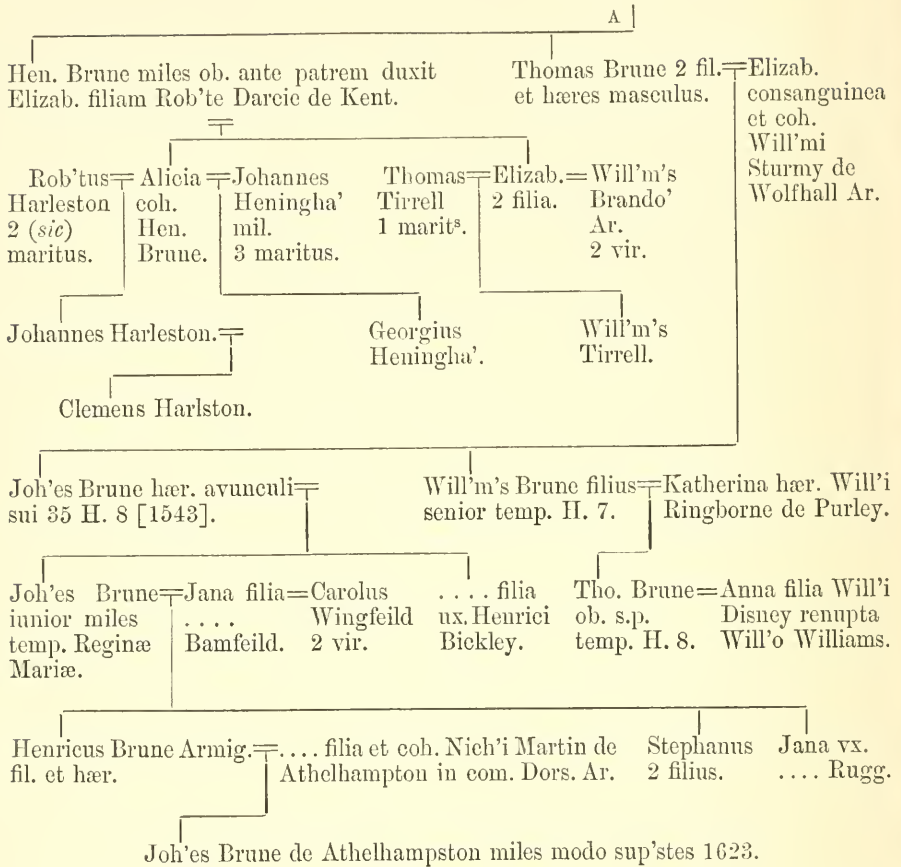 A
Hen. Brune miles ob. ante patrem duxit
Elizab. filiam Rob'te Darcie de Kent.
Thomas Brune 2 fil.
et hæres masculus.
Elizab.
consanguinea
et coh.
Will'mi
Sturmy de
Wolfhall Ar.
Rob'tus
Harleston
2 (sic)
maritus.
Alicia
coh.
Hen.
Brune.
Johannes
Heningha'
mil.
3 maritus.
Thomas
Tirrell
1 maritˢ.
Elizab.=Will'm's
2 filia.
Brando'
Ar.
2 vir.
Johannes Harleston.
Georgius
Heningha'.
Will'm's
Tirrell.
Clemens Harlston.
Joh'es Brune hær. avunculi
sui 35 H. 8 [1543].
Will'm's Brune filius
senior temp. H. 7.
Katherina hær. Will'i
Ringborne de Purley.
Joh'es Brune
iunior miles
temp. Reginæ
Mariæ.
Jana filia=Carolus
. . . .
Bamfeild.
Wingfeild
2 vir.
. . . . filia
ux. Henrici
Bickley.
Tho. Brune=Anna filia Will'i
ob. s.p.
temp. H. 8.
Disney renupta
Will'o Williams.
Henricus Brune Armig.
fil. et hær.
. . . . filia et coh. Nich'i Martin de
Athelhampton in com. Dors. Ar.
Stephanus
2 filius.
Jana vx.
. . . . Rugg.
Joh'es Brune de Athelhampston miles modo sup'stes 1623.